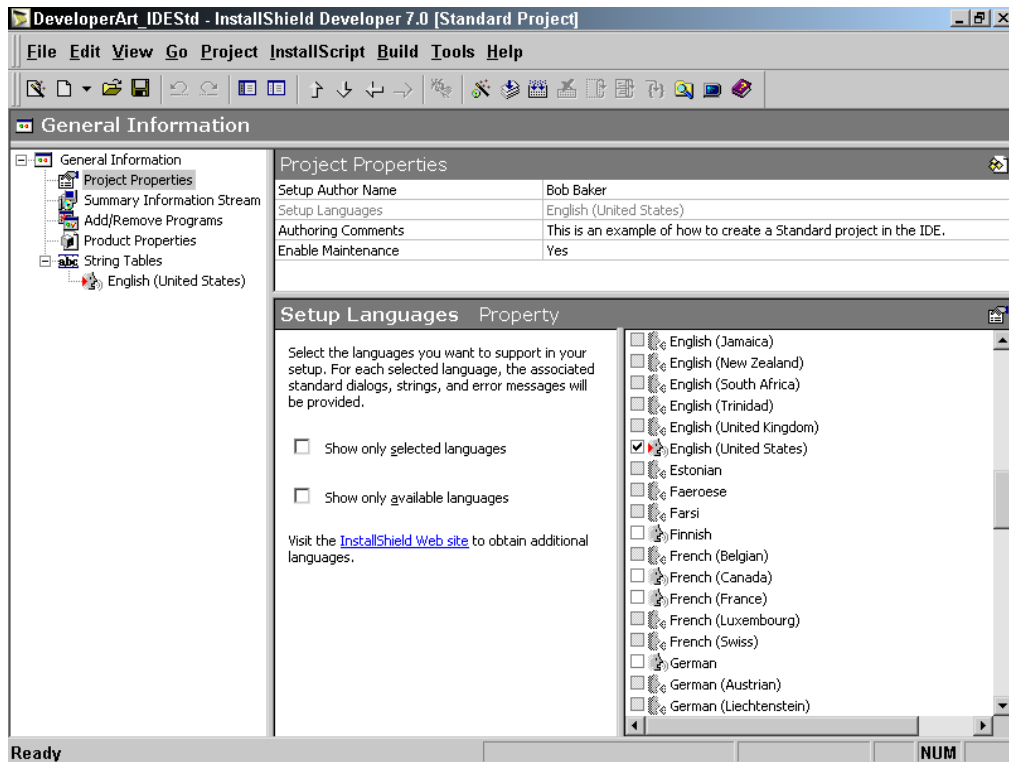 DeveloperArt_IDEStd - InstallShield Developer 7.0 [Standard Project]
File Edit View Go Project InstallScript Build Tools Help
General Information
General Information
Project Properties
Summary Information Stream
Add/Remove Programs
Product Properties
abc String Tables
English (United States)
Project Properties
Setup Author Name Bob Baker
Setup Languages English (United States)
Authoring Comments This is an example of how to create a Standard project in the IDE.
Enable Maintenance Yes
Setup Languages Property
Select the languages you want to support in your
setup. For each selected language, the associated
standard dialogs, strings, and error messages will
be provided.
Show only selected languages
Show only available languages
Visit the InstallShield Web site to obtain additional
languages.
English (Jamaica)
English (New Zealand)
English (South Africa)
English (Trinidad)
English (United Kingdom)
English (United States)
Estonian
Faeroese
Farsi
Finnish
French (Belgian)
French (Canada)
French (France)
French (Luxembourg)
French (Swiss)
German
German (Austrian)
German (Liechtenstein)
Ready NUM